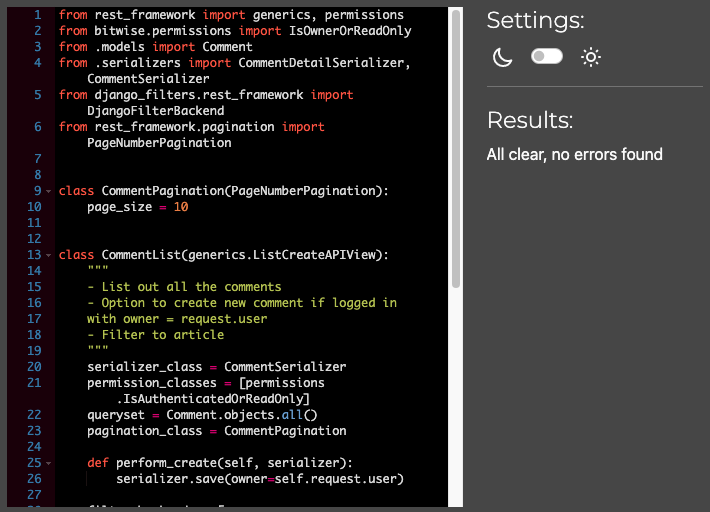 1 from rest_framework import generics, permissions
2 from bitwise.permissions import IsOwnerOrReadOnly
3 from .models import Comment
4 from .serializers import CommentDetailSerializer,
CommentSerializer
5 from django_filters.rest_framework import
DjangoFilterBackend
6 from rest_framework.pagination import
PageNumberPagination
7
8
9 class CommentPagination(PageNumberPagination):
10 page_size = 10
11
12
13 class CommentList(generics.ListCreateAPIView):
14 """
15 - List out all the comments
16 - Option to create new comment if logged in
17 with owner = request.user
18 - Filter to article
19 """
20 serializer_class = CommentSerializer
21 permission_classes = [permissions
.IsAuthenticatedOrReadOnly]
22 queryset = Comment.objects.all()
23 pagination_class = CommentPagination
24
25 def perform_create(self, serializer):
26 serializer.save(owner=self.request.user)
27
Settings:
Results:
All clear, no errors found